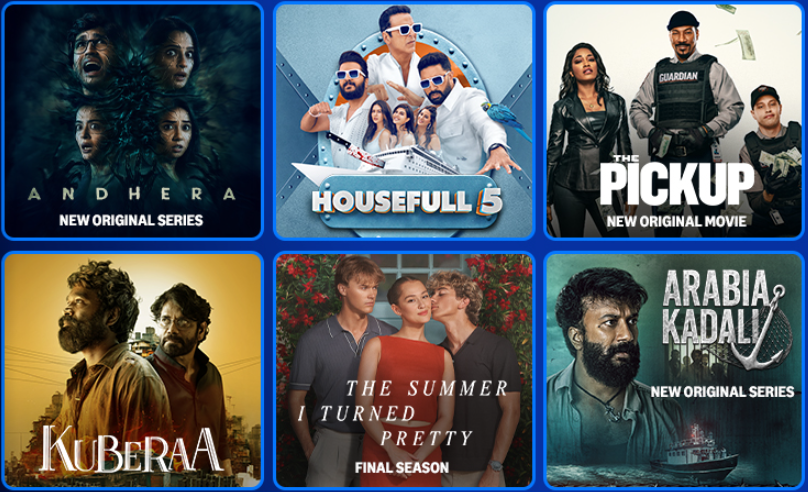 ANDHERA
NEW ORIGINAL SERIES
HOUSEFULL 5
GUARDIAN
THE
PICKUP
NEW ORIGINAL MOVIE
KUBERAA
THE SUMMER
I TURNED
PRETTY
FINAL SEASON
ARABIA
KADALI
NEW ORIGINAL SERIES